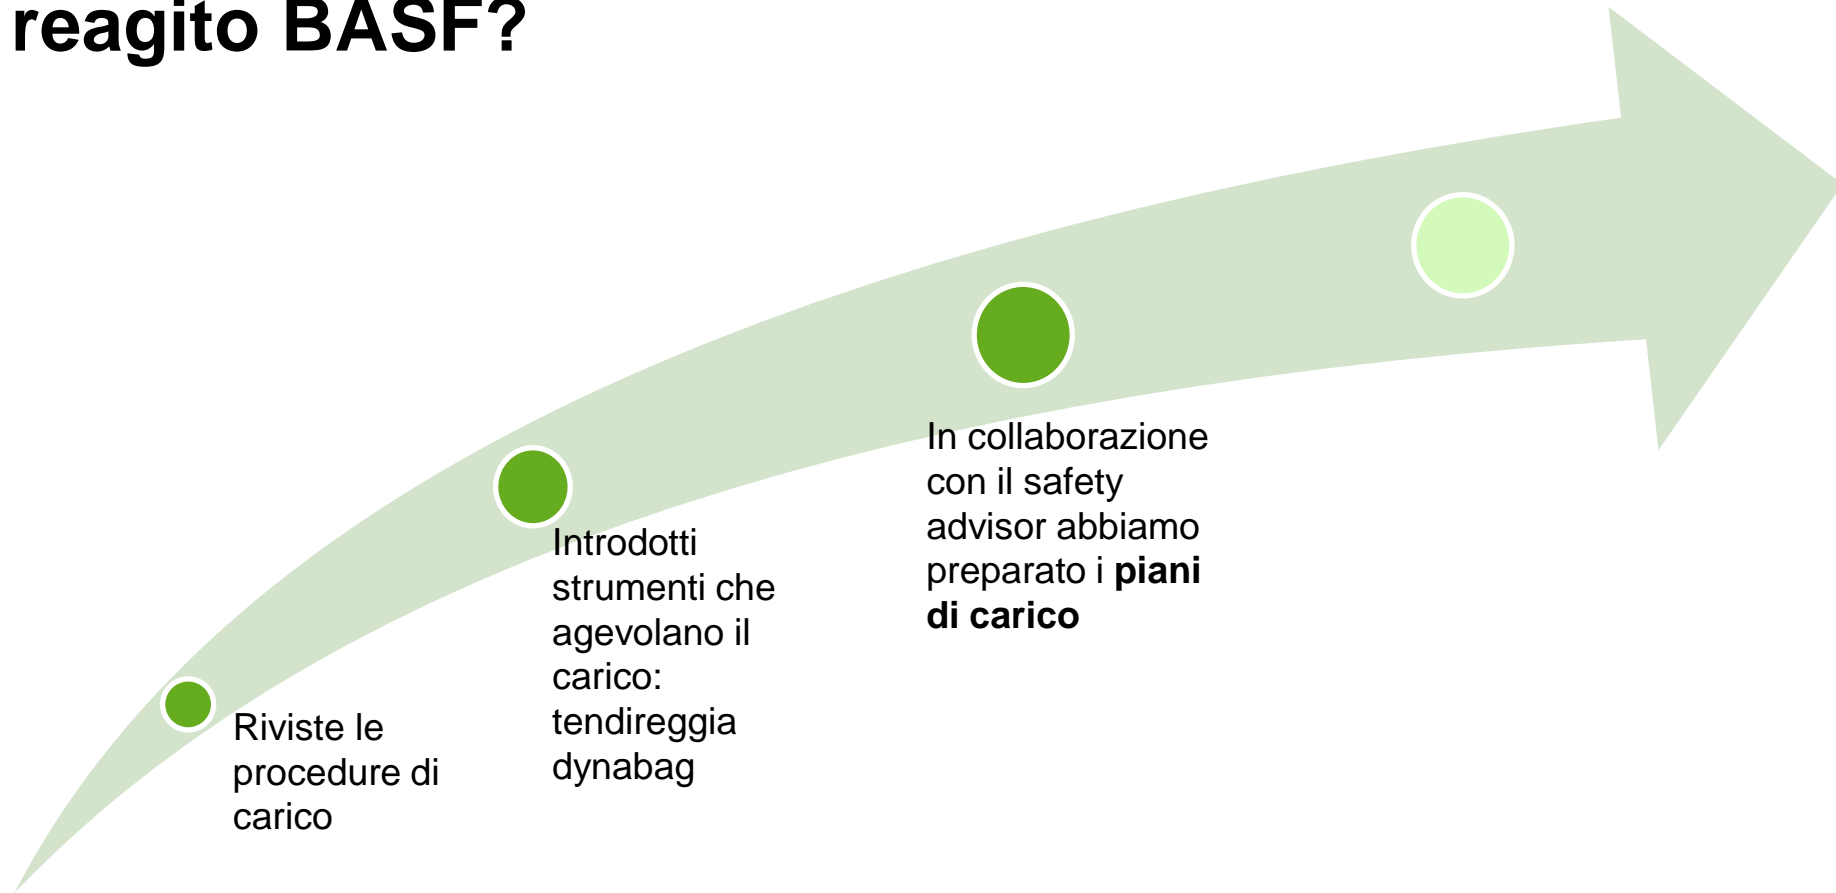 reagito BASF?
Riviste le
procedure di
carico
Introdotti
strumenti che
agevolano il
carico:
tendireggia
dynabag
In collaborazione
con il safety
advisor abbiamo
preparato i piani
di carico